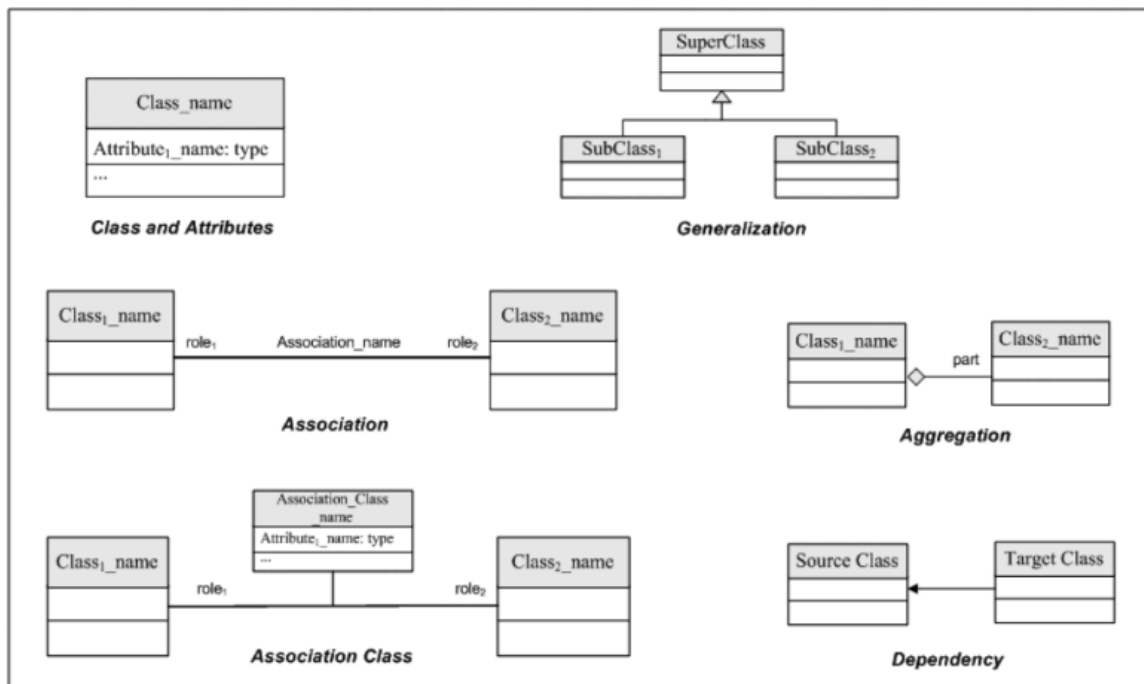 SuperClass
Class_name
Attribute₁_name: type
...
SubClass₁
SubClass₂
Class and Attributes
Generalization
Class₁_name
Class₂_name
role₁
Association_name
role₂
Association
Class₁_name
Class₂_name
part
Aggregation
Association_Class
_name
Attribute₁_name: type
...
Class₁_name
Class₂_name
role₁
role₂
Association Class
Source Class
Target Class
Dependency